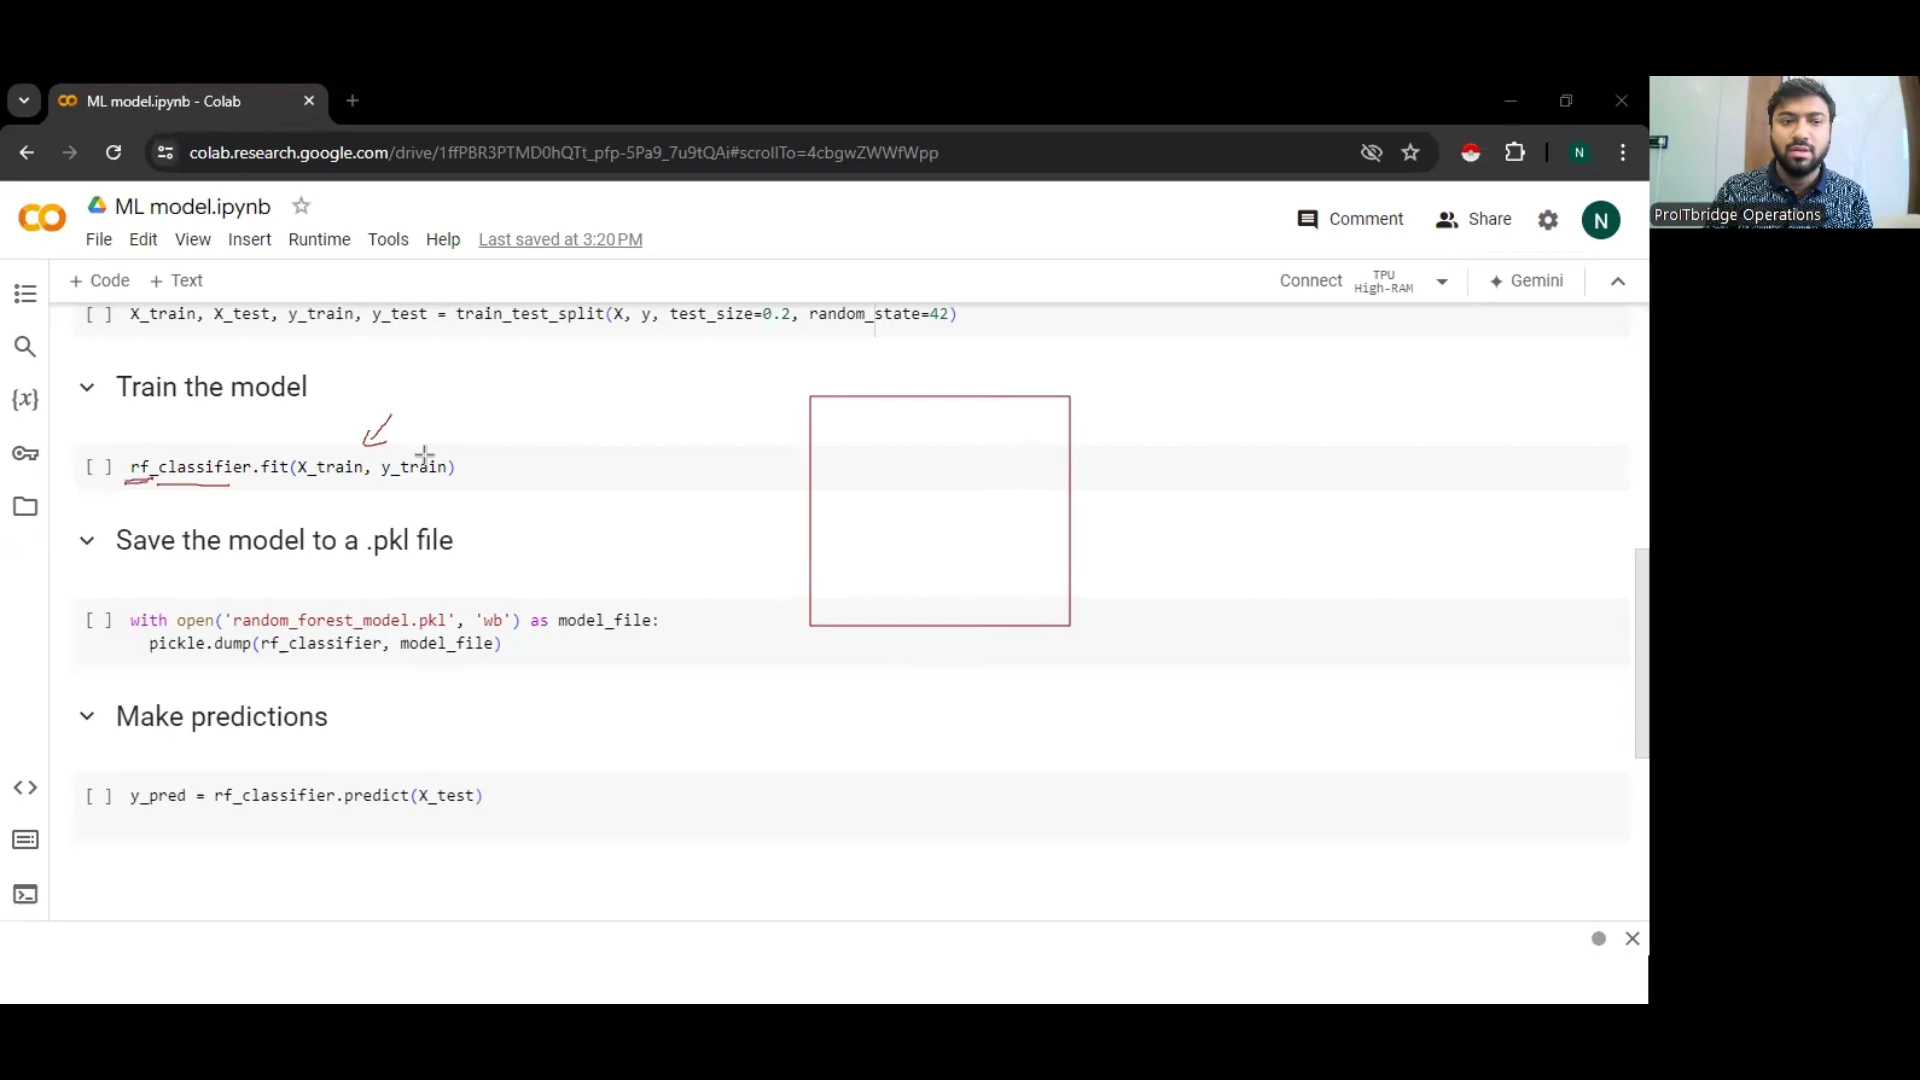 ML model.ipynb - Colab
colab.research.google.com/drive/1ffPBR3PTMD0hQTt_pfp-5Pa9_7u9tQAi#scrollTo=4cbgwZWWfWpp
N
CO
ML model.ipynb
Comment
Share
N
File Edit View Insert Runtime Tools Help Last saved at 3:20 PM
+ Code + Text
Connect
TPU
High-RAM
Gemini
ProITbridge Operations
[ ] X_train, X_test, y_train, y_test = train_test_split(X, y, test_size=0.2, random_state=42)
Train the model
[ ] rf_classifier.fit(X_train, y_train)
Save the model to a .pkl file
[ ] with open('random_forest_model.pkl', 'wb') as model_file:
pickle.dump(rf_classifier, model_file)
Make predictions
[ ] y_pred = rf_classifier.predict(X_test)
{x}